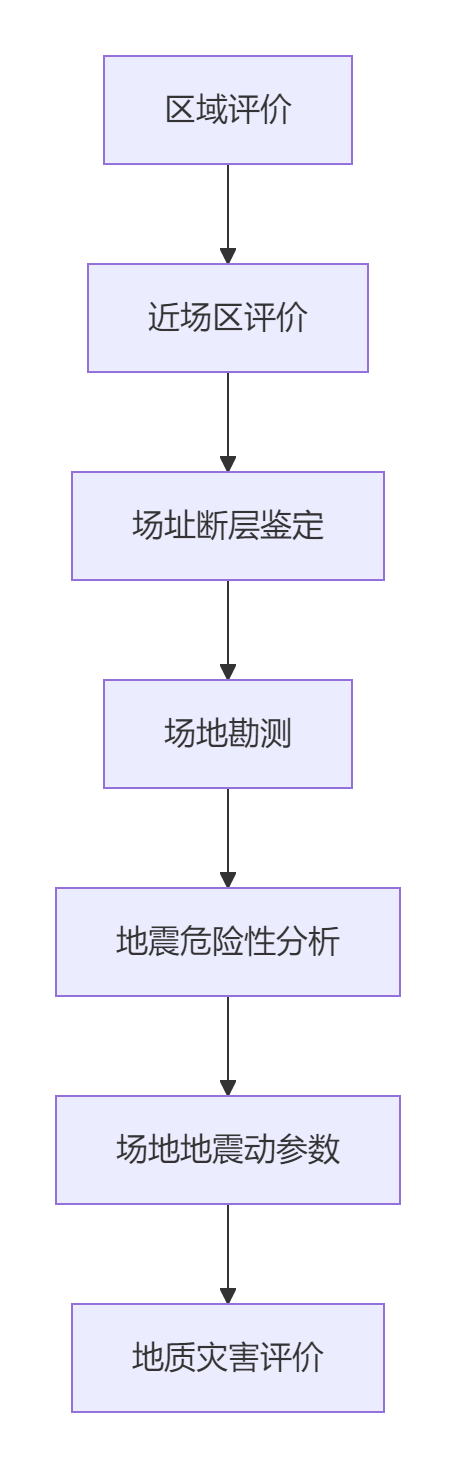 区域评价
近场区评价
场址断层鉴定
场地勘测
地震危险性分析
场地地震动参数
地质灾害评价